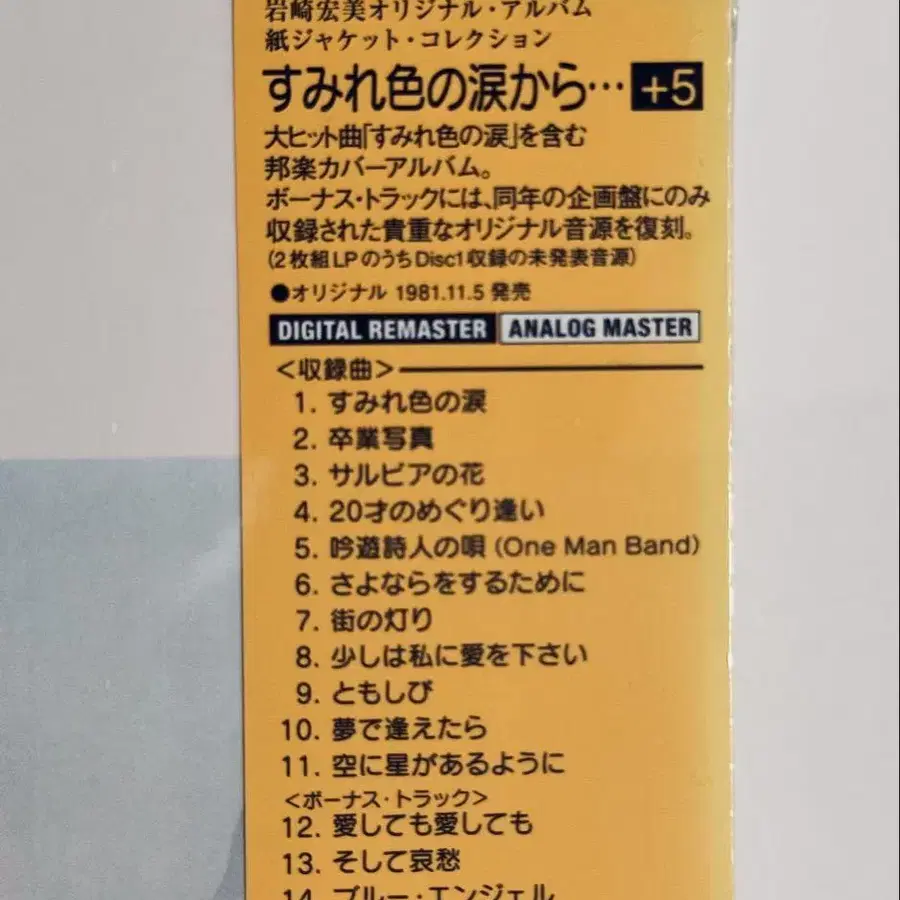 岩崎宏美オリジナル・アルバム
紙ジャケット・コレクション
すみれ色の涙から… +5
大ヒット曲「すみれ色の涙」を含む
邦楽カバーアルバム。
ボーナス・トラックには、同年の企画盤にのみ
収録された貴重なオリジナル音源を復刻。
(2枚組LPのうちDisc1収録の未発表音源)
●オリジナル 1981.11.5 発売
DIGITAL REMASTER ANALOG MASTER
<収録曲>
1. すみれ色の涙
2. 卒業写真
3. サルビアの花
4. 20才のめぐり逢い
5. 吟遊詩人の唄 (One Man Band)
6. さよならをするために
7. 街の灯り
8. 少しは私に愛を下さい
9. ともしび
10. 夢で逢えたら
11. 空に星があるように
<ボーナス・トラック>
12. 愛しても愛しても
13. そして哀愁
14. ブルー・エンジェル